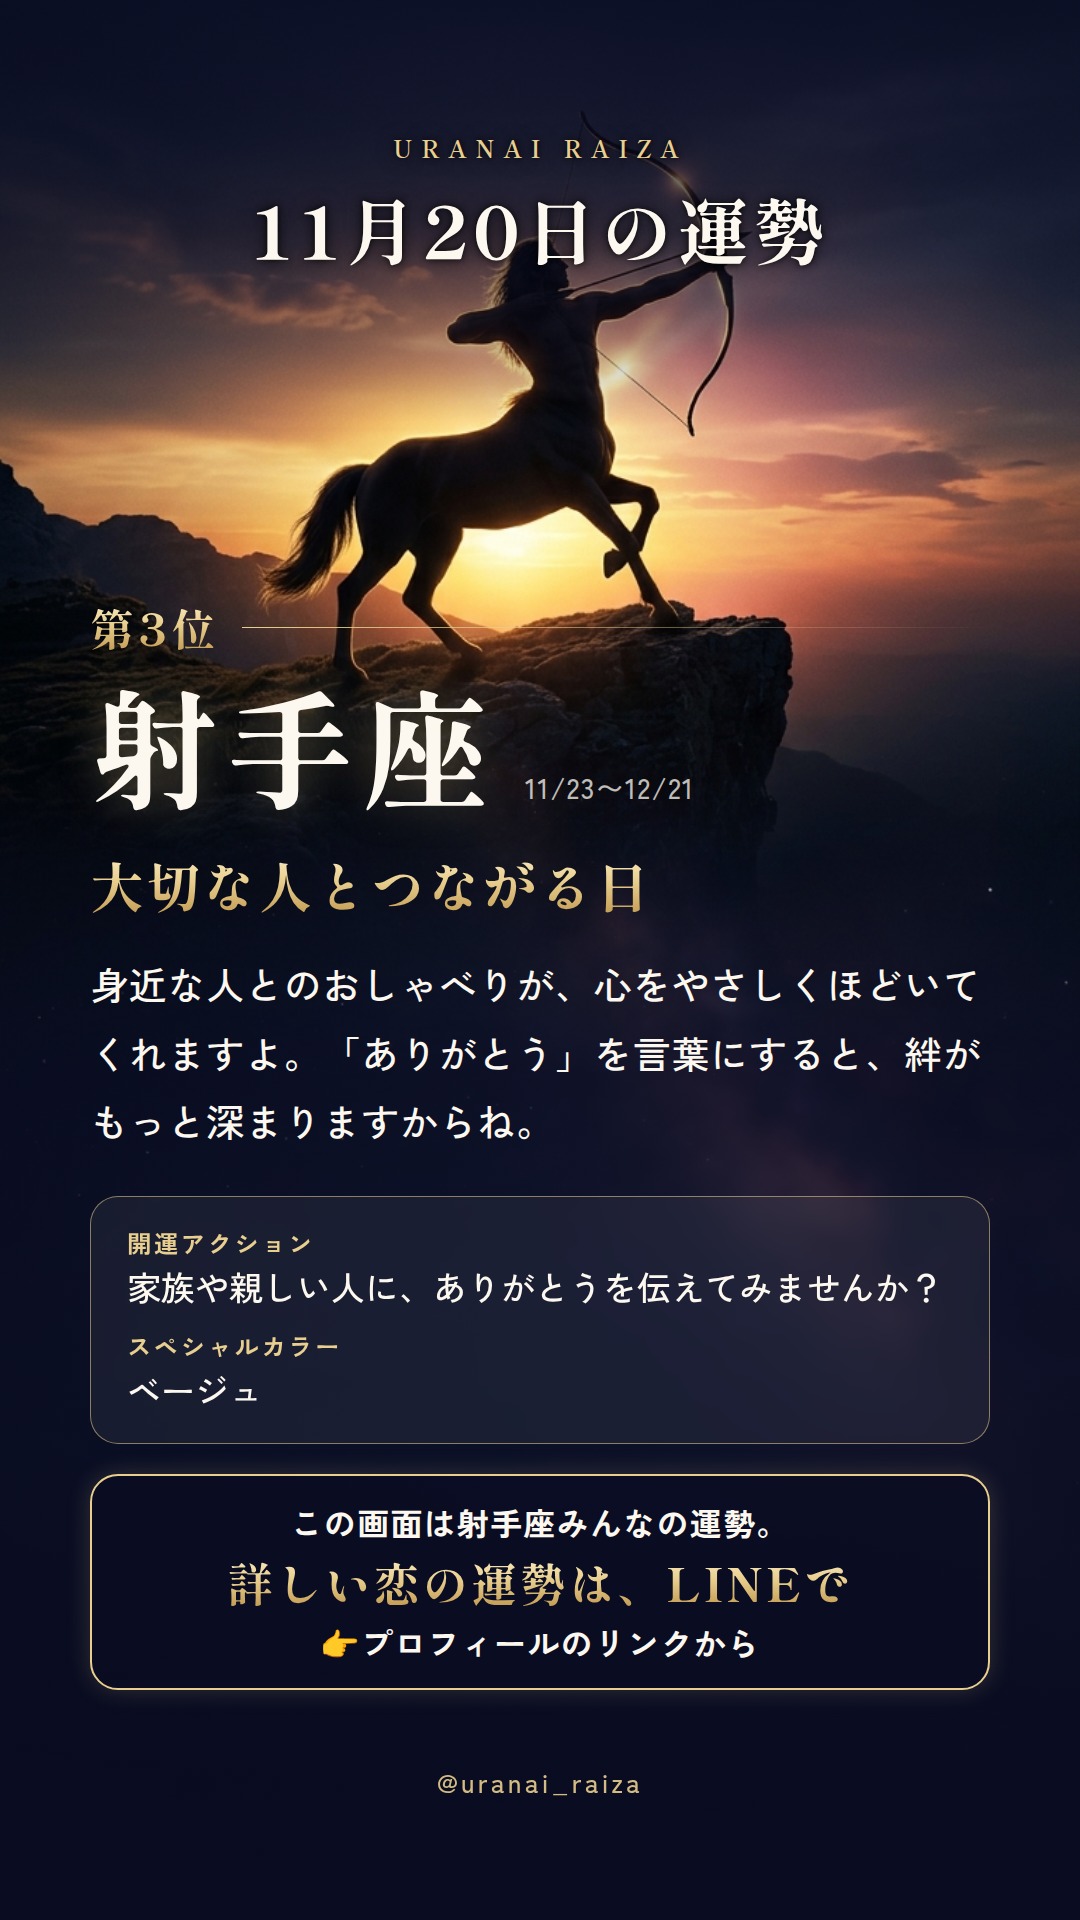 URANAI RAIZA
11月20日の運勢
第3位
射手座 11/23〜12/21
大切な人とつながる日
身近な人とのおしゃべりが、心をやさしくほどいて
くれますよ。「ありがとう」を言葉にすると、絆が
もっと深まりますからね。
開運アクション
家族や親しい人に、ありがとうを伝えてみませんか？
スペシャルカラー
ベージュ
この画面は射手座みんなの運勢。
詳しい恋の運勢は、LINEで
👉プロフィールのリンクから
@uranai_raiza